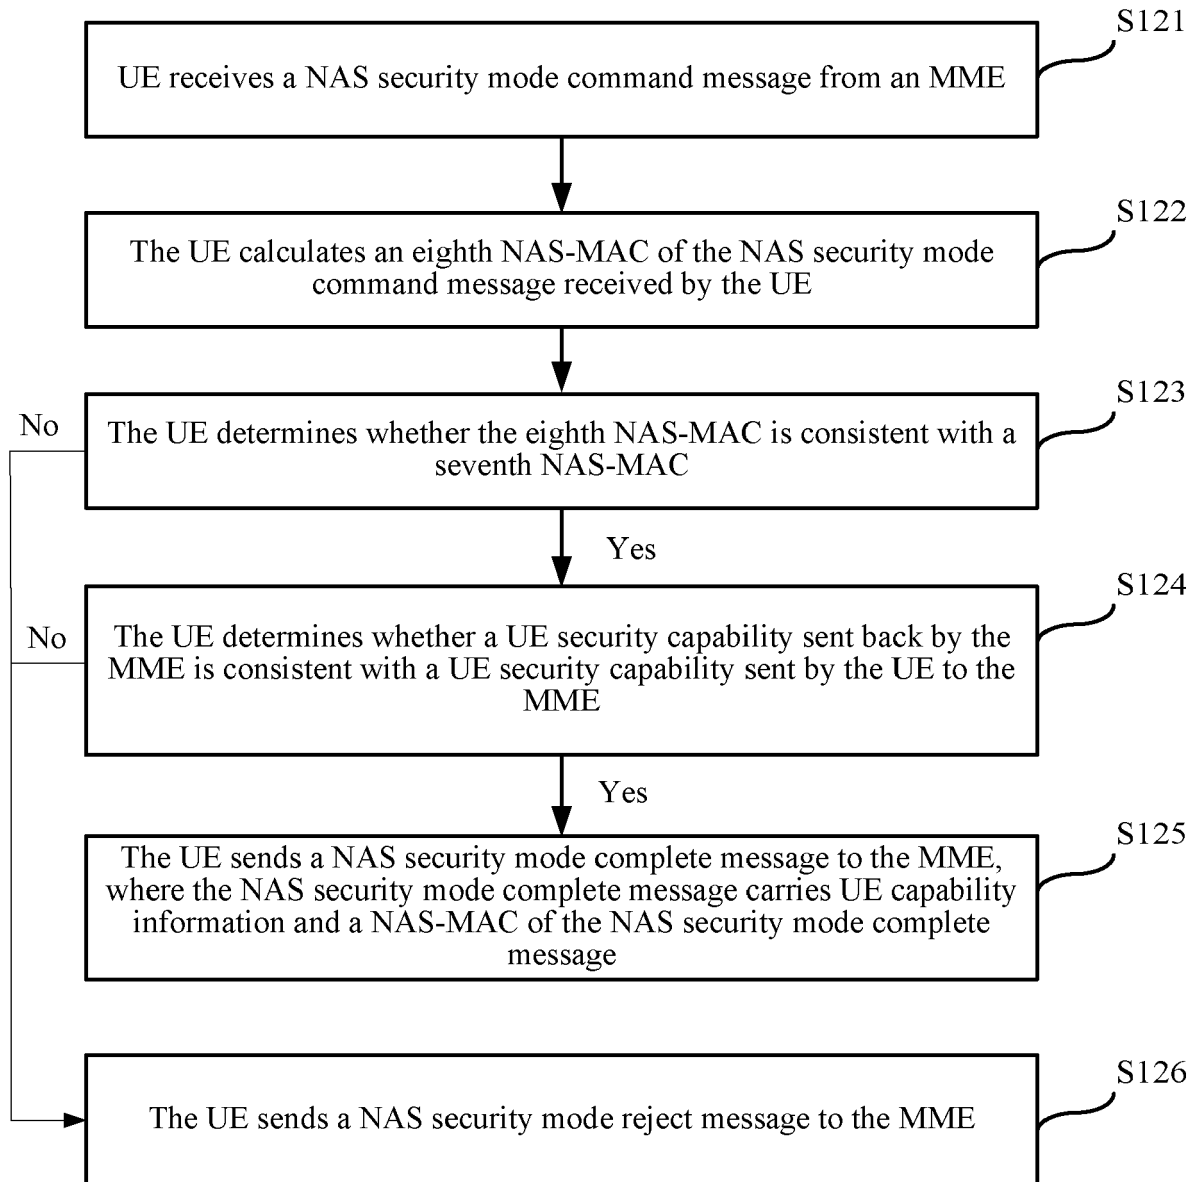 S121
UE receives a NAS security mode command message from an MME
S122
The UE calculates an eighth NAS-MAC of the NAS security mode
command message received by the UE
S123
No
The UE determines whether the eighth NAS-MAC is consistent with a
seventh NAS-MAC
Yes
S124
No
The UE determines whether a UE security capability sent back by the
MME is consistent with a UE security capability sent by the UE to the
MME
Yes
S125
The UE sends a NAS security mode complete message to the MME,
where the NAS security mode complete message carries UE capability
information and a NAS-MAC of the NAS security mode complete
message
S126
The UE sends a NAS security mode reject message to the MME